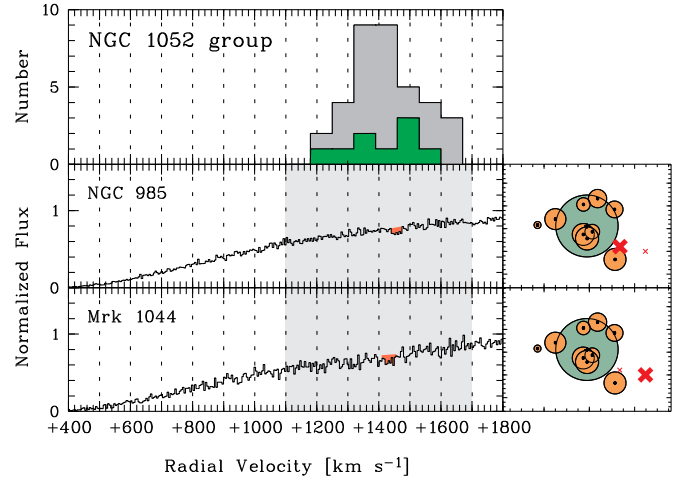 10
NGC 1052 group
Number
5
0
NGC 985
1
0
Normalized Flux
Mrk 1044
1
0
+400 +600 +800 +1000 +1200 +1400 +1600 +1800
Radial Velocity [km s⁻¹]